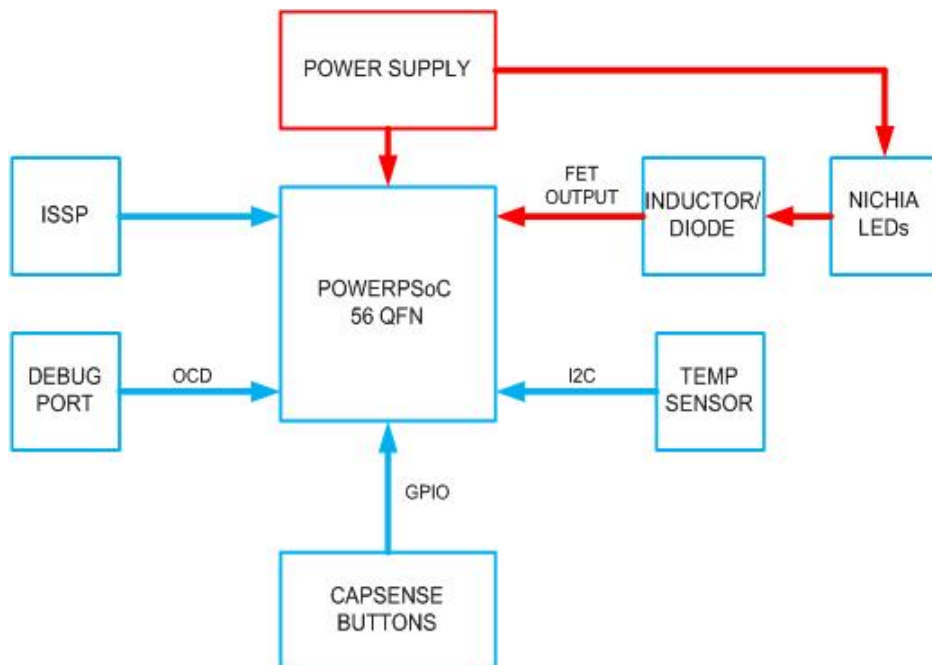 POWER SUPPLY
ISSP
FET
OUTPUT
INDUCTOR/
DIODE
NICHIA
LEDs
POWERPSoC
56 QFN
DEBUG
PORT
OCD
I2C
TEMP
SENSOR
GPIO
CAPSENSE
BUTTONS